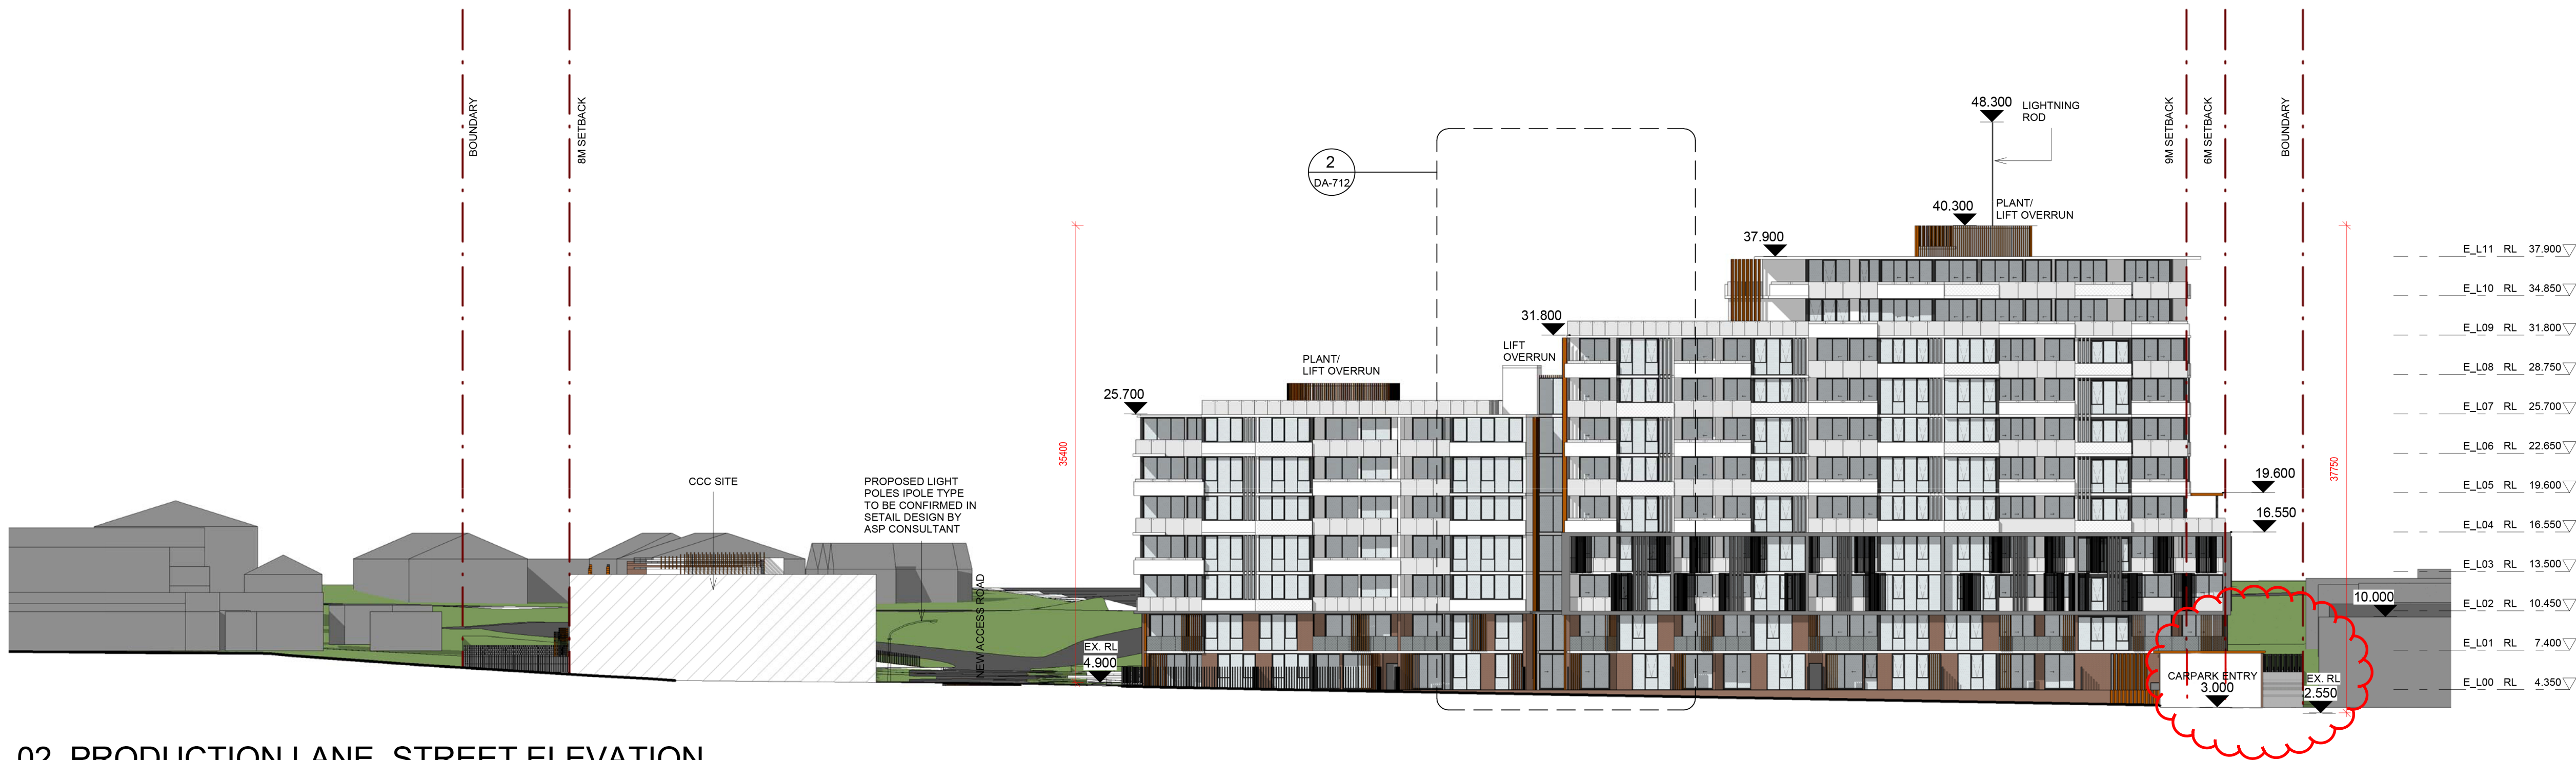 BOUNDARY
8M SETBACK
2
DA-712
48.300
LIGHTNING
ROD
9M SETBACK
6M SETBACK
BOUNDARY
40.300
PLANT/
LIFT OVERRUN
37.900
31.800
LIFT
OVERRUN
PLANT/
LIFT OVERRUN
25.700
35400
37750
CCC SITE
PROPOSED LIGHT
POLES IPOLE TYPE
TO BE CONFIRMED IN
SETAIL DESIGN BY
ASP CONSULTANT
NEW ACCESS ROAD
EX. RL
4.900
19.600
16.550
10.000
CARPARK ENTRY
3.000
EX. RL
2.550
E_L11 RL 37.900
E_L10 RL 34.850
E_L09 RL 31.800
E_L08 RL 28.750
E_L07 RL 25.700
E_L06 RL 22.650
E_L05 RL 19.600
E_L04 RL 16.550
E_L03 RL 13.500
E_L02 RL 10.450
E_L01 RL 7.400
E_L00 RL 4.350
02 PRODUCTION LANE STREET ELEVATION